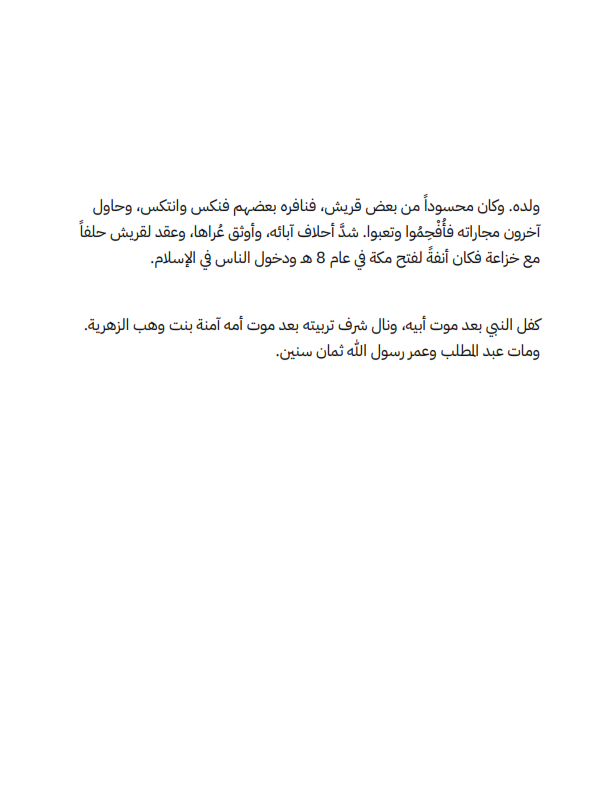 ولده. وكان محسوداً من بعض قريش، فنافره بعضهم فنكس وانتكس، وحاول
آخرون مجاراته فأُفْحِمُوا وتعبوا. شدَّ أحلاف آبائه، وأوثق عُراها، وعقد لقريش حلفاً
مع خزاعة فكان أنفةً لفتح مكة في عام 8 هـ ودخول الناس في الإسلام.
كفل النبي بعد موت أبيه، ونال شرف تربيته بعد موت أمه آمنة بنت وهب الزهرية.
ومات عبد المطلب وعمر رسول الله ثمان سنين.